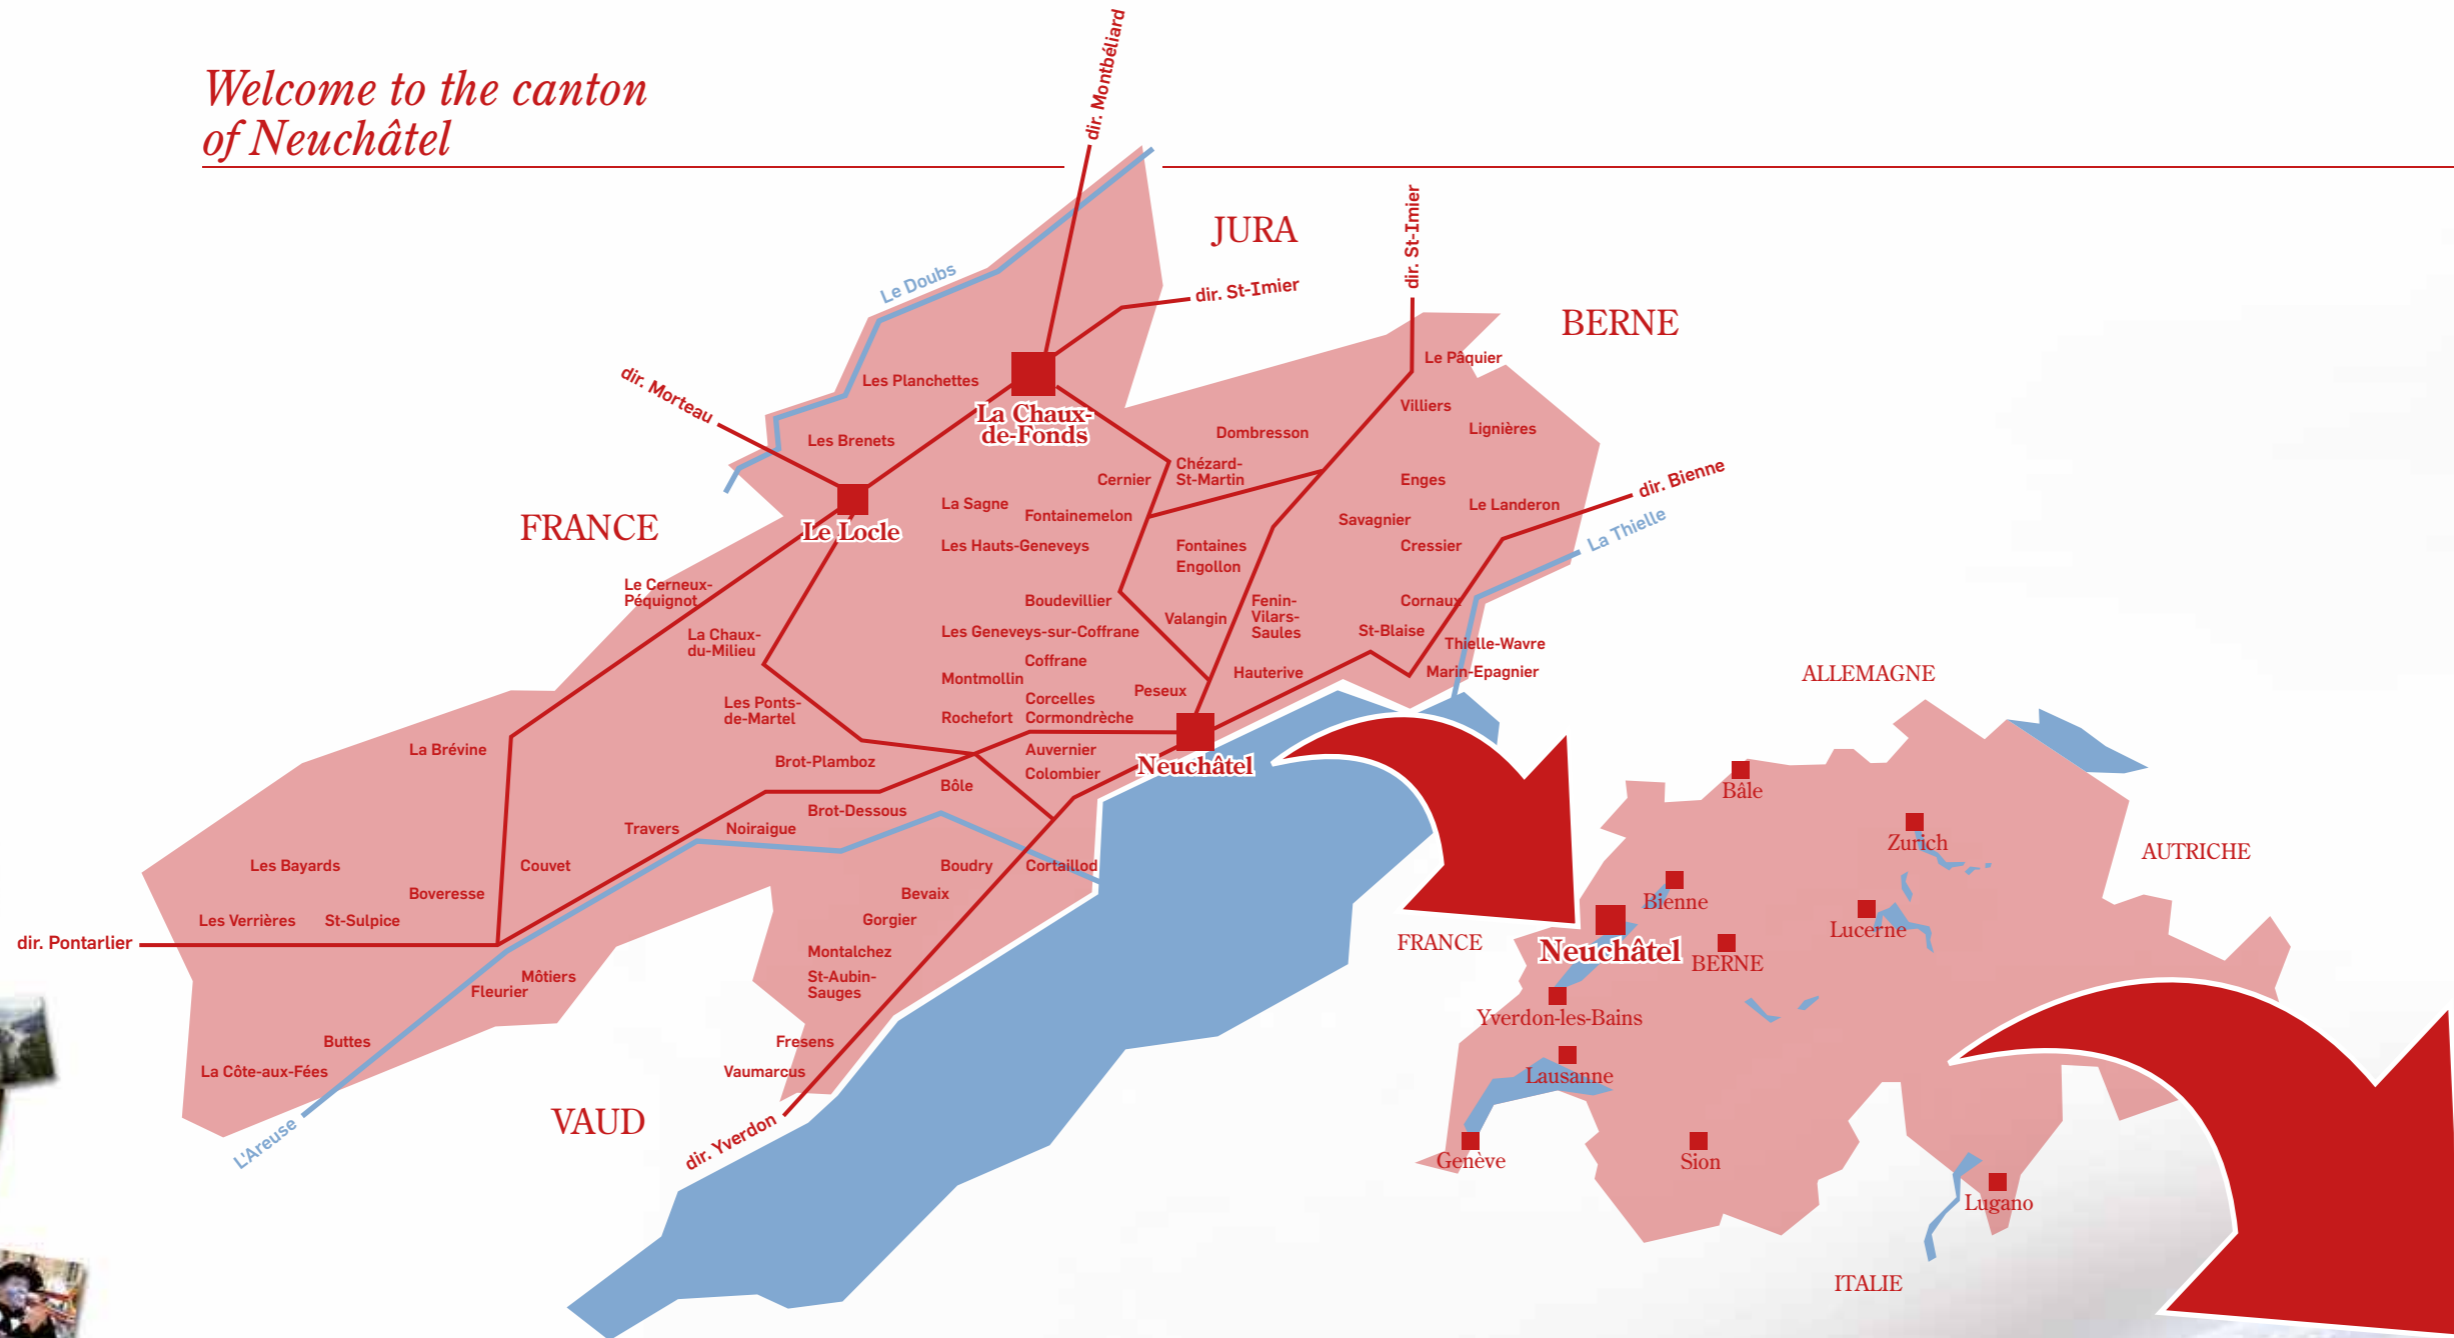 Welcome to the canton
of Neuchâtel
dir. Montbéliard
JURA
dir. St-Imier
dir. St-Imier
BERNE
Le Doubs
dir. Morteau
Les Planchettes
La Chaux-
de-Fonds
Les Brenets
Le Locle
FRANCE
Le Pâquier
Villiers
Dombresson
Lignières
Chézard-
St-Martin
Cernier
Enges
dir. Bienne
La Sagne
Fontainemelon
Le Landeron
Savagnier
La Thielle
Les Hauts-Geneveys
Fontaines
Engollon
Cressier
Le Cerneux-
Péquignot
Boudevillier
Valangin
Fenin-
Vilars-
Saules
Cornaux
La Chaux-
du-Milieu
Les Geneveys-sur-Coffrane
St-Blaise
Thielle-Wavre
Coffrane
Montmollin
Hauterive
Marin-Epagnier
Peseux
Les Ponts-
de-Martel
Corcelles
Cormondrèche
Rochefort
La Brévine
Auvernier
Neuchâtel
Brot-Plamboz
Colombier
Bôle
Brot-Dessous
Travers
Noiraigue
Les Bayards
Couvet
Boudry
Cortaillod
Boveresse
Bevaix
Les Verrières
St-Sulpice
Gorgier
dir. Pontarlier
Montalchez
Môtiers
Fleurier
St-Aubin-
Sauges
Buttes
Fresens
La Côte-aux-Fées
Vaumarcus
L'Areuse
VAUD
dir. Yverdon
ALLEMAGNE
Bâle
Zurich
AUTRICHE
Bienne
Lucerne
FRANCE
Neuchâtel
BERNE
Yverdon-les-Bains
Lausanne
Genève
Sion
Lugano
ITALIE